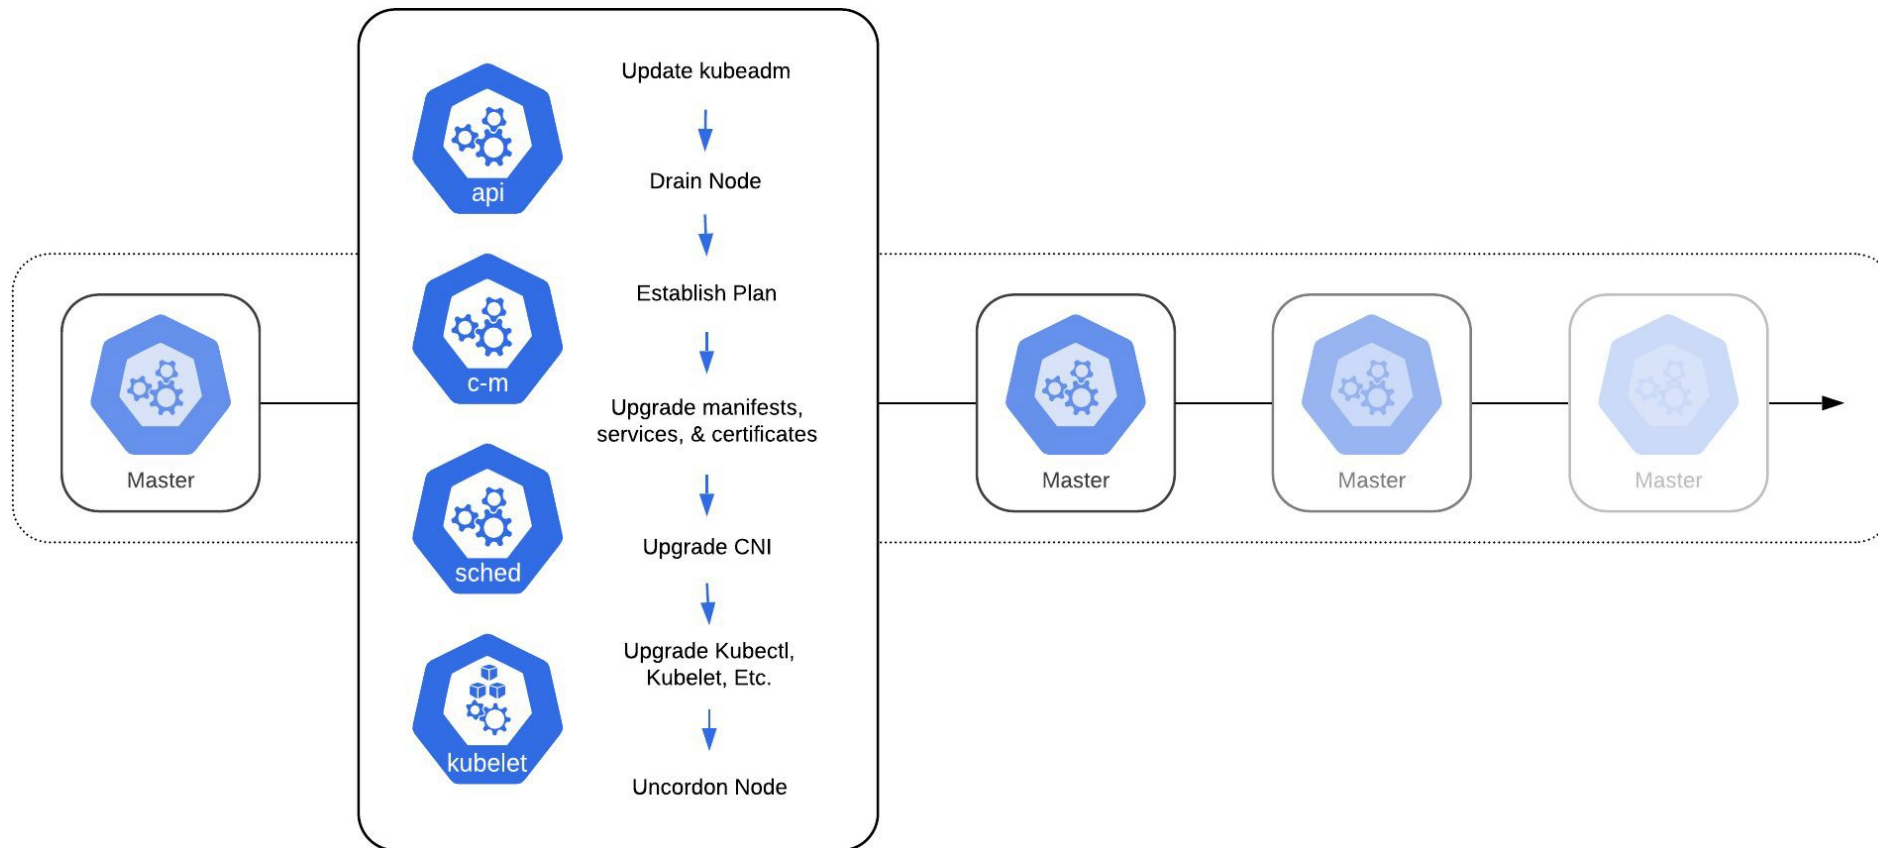 Update kubeadm
api
Drain Node
Establish Plan
c-m
Upgrade manifests,
services, & certificates
Master
Master
Master
Master
Upgrade CNI
sched
Upgrade Kubectl,
Kubelet, Etc.
kubelet
Uncordon Node